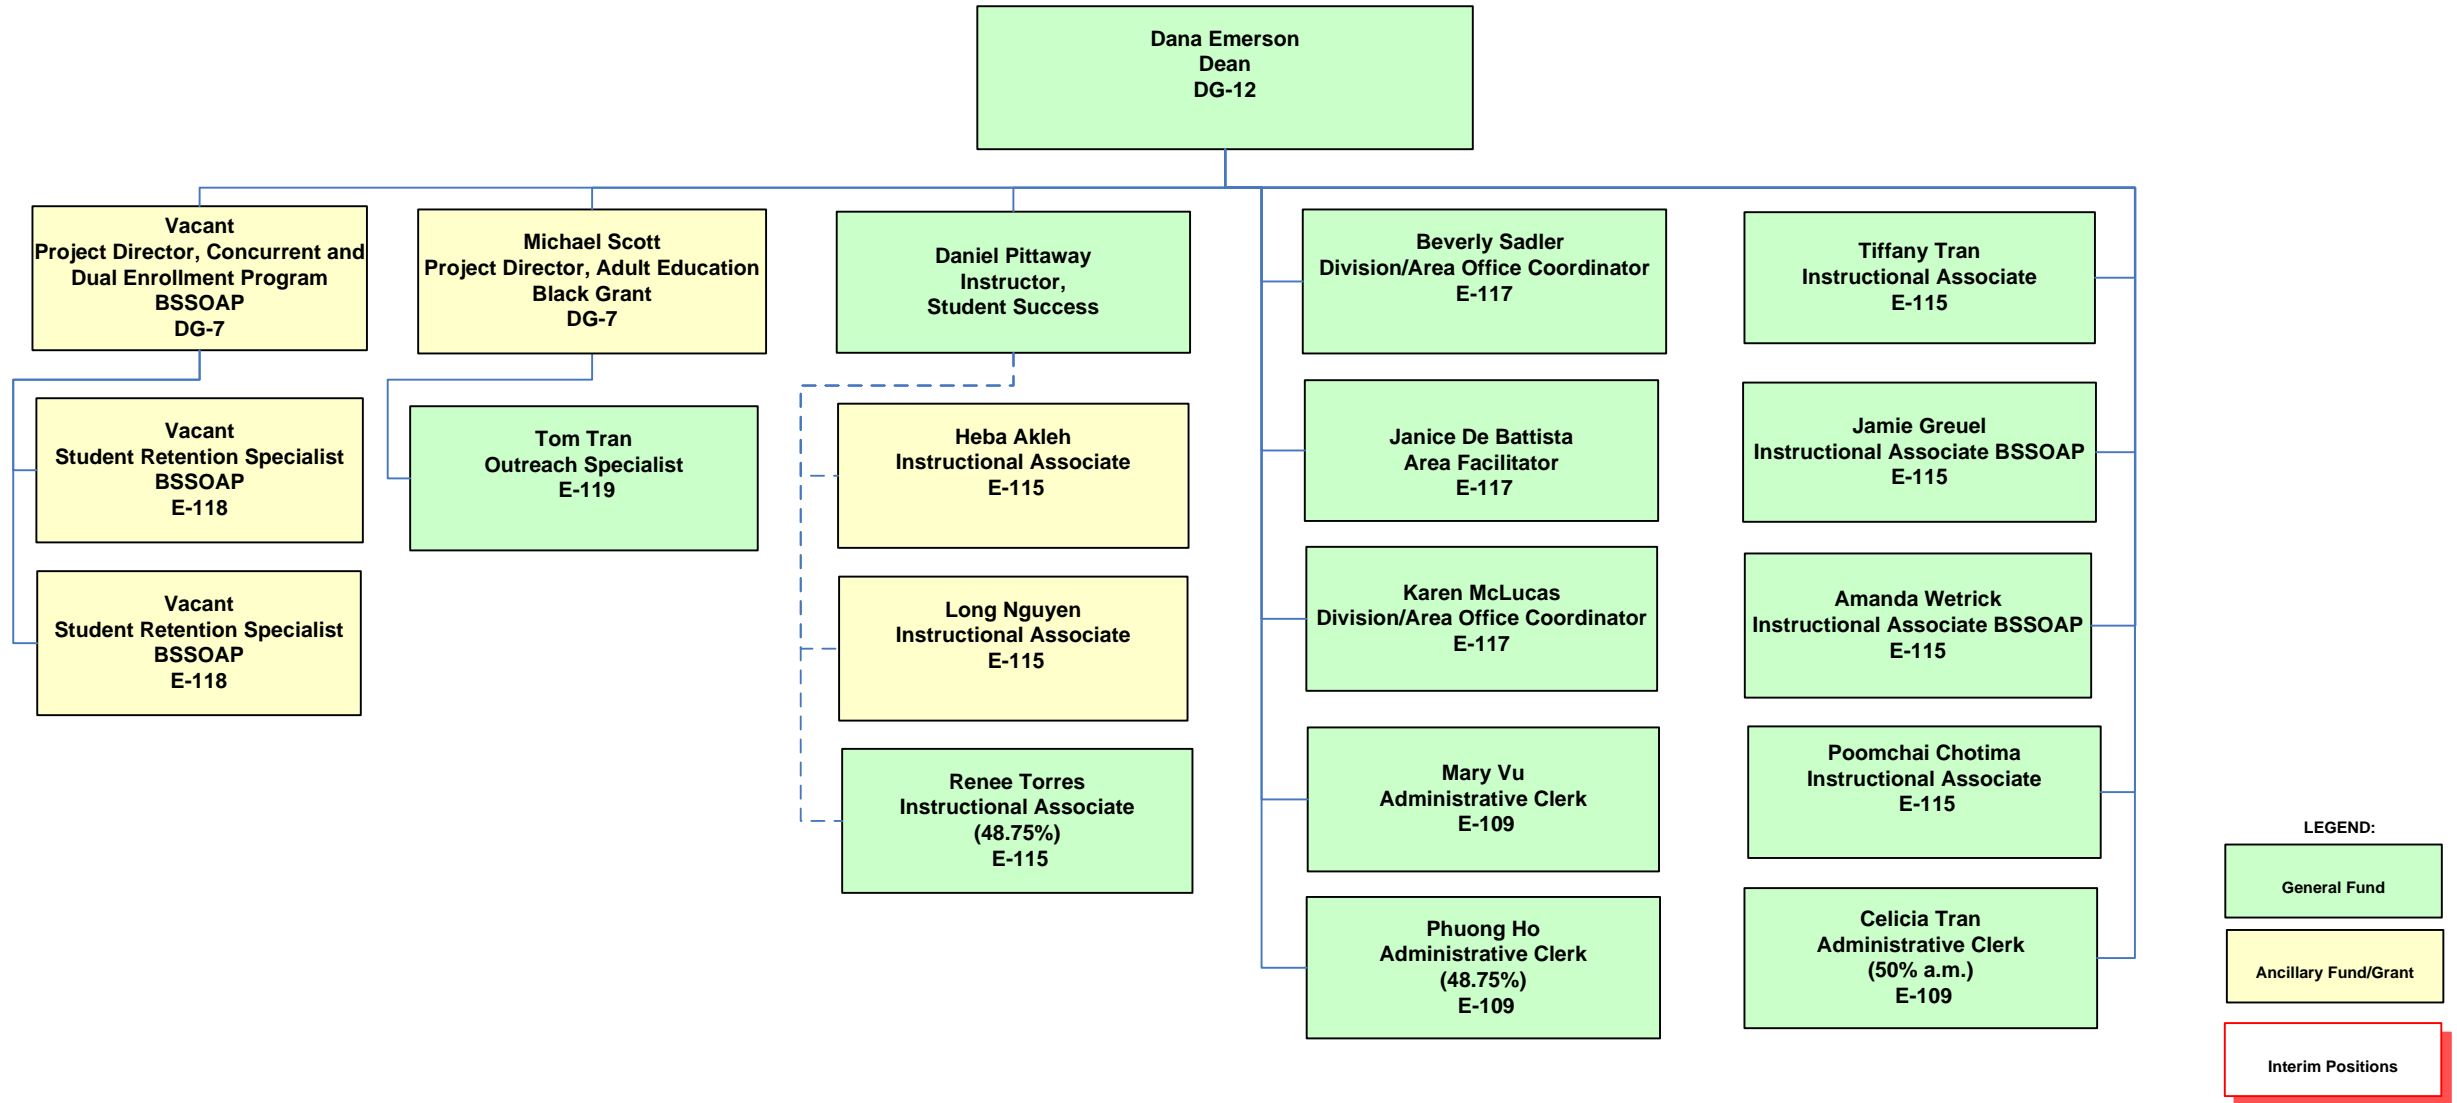 Dana Emerson
Dean
DG-12
Vacant
Project Director, Concurrent and
Dual Enrollment Program
BSSOAP
DG-7
Michael Scott
Project Director, Adult Education
Black Grant
DG-7
Daniel Pittaway
Instructor,
Student Success
Beverly Sadler
Division/Area Office Coordinator
E-117
Tiffany Tran
Instructional Associate
E-115
Vacant
Student Retention Specialist
BSSOAP
E-118
Tom Tran
Outreach Specialist
E-119
Heba Akleh
Instructional Associate
E-115
Janice De Battista
Area Facilitator
E-117
Jamie Greuel
Instructional Associate BSSOAP
E-115
Vacant
Student Retention Specialist
BSSOAP
E-118
Long Nguyen
Instructional Associate
E-115
Karen McLucas
Division/Area Office Coordinator
E-117
Amanda Wetrick
Instructional Associate BSSOAP
E-115
Renee Torres
Instructional Associate
(48.75%)
E-115
Mary Vu
Administrative Clerk
E-109
Poomchai Chotima
Instructional Associate
E-115
Phuong Ho
Administrative Clerk
(48.75%)
E-109
Celicia Tran
Administrative Clerk
(50% a.m.)
E-109
LEGEND:
General Fund
Ancillary Fund/Grant
Interim Positions